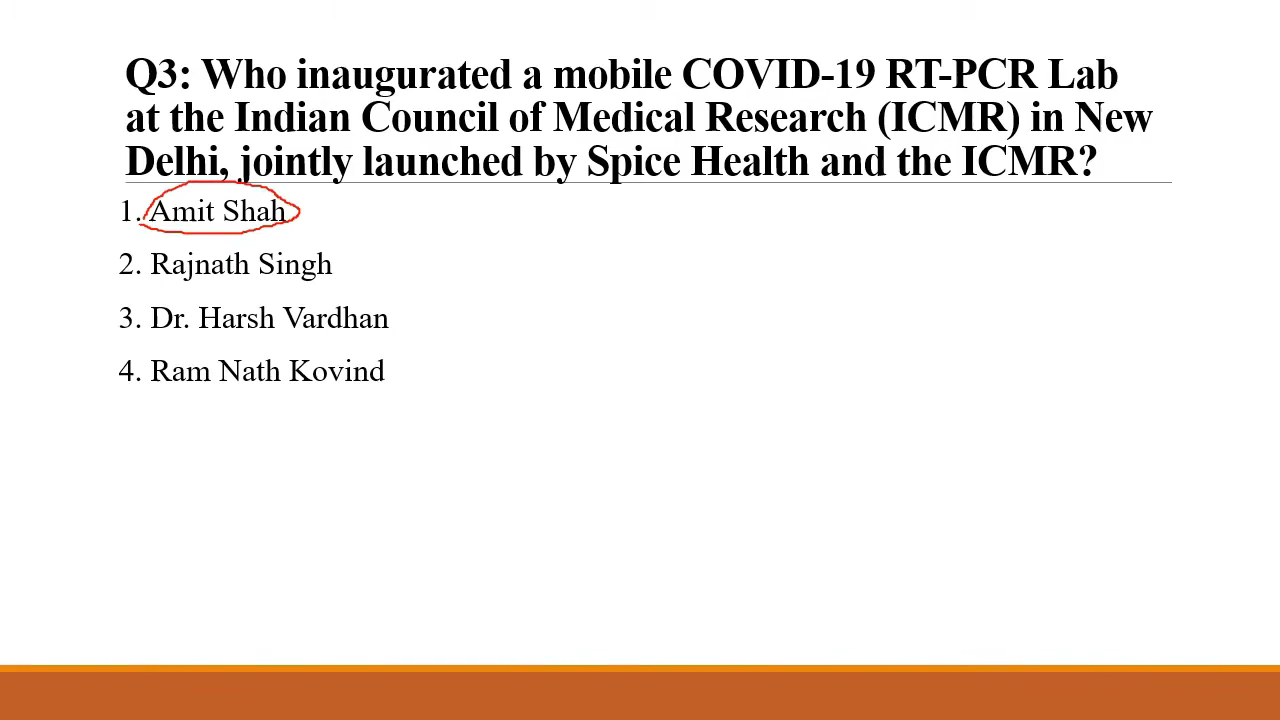 Q3: Who inaugurated a mobile COVID-19 RT-PCR Lab
at the Indian Council of Medical Research (ICMR) in New
Delhi, jointly launched by Spice Health and the ICMR?
1. Amit Shah
2. Rajnath Singh
3. Dr. Harsh Vardhan
4. Ram Nath Kovind